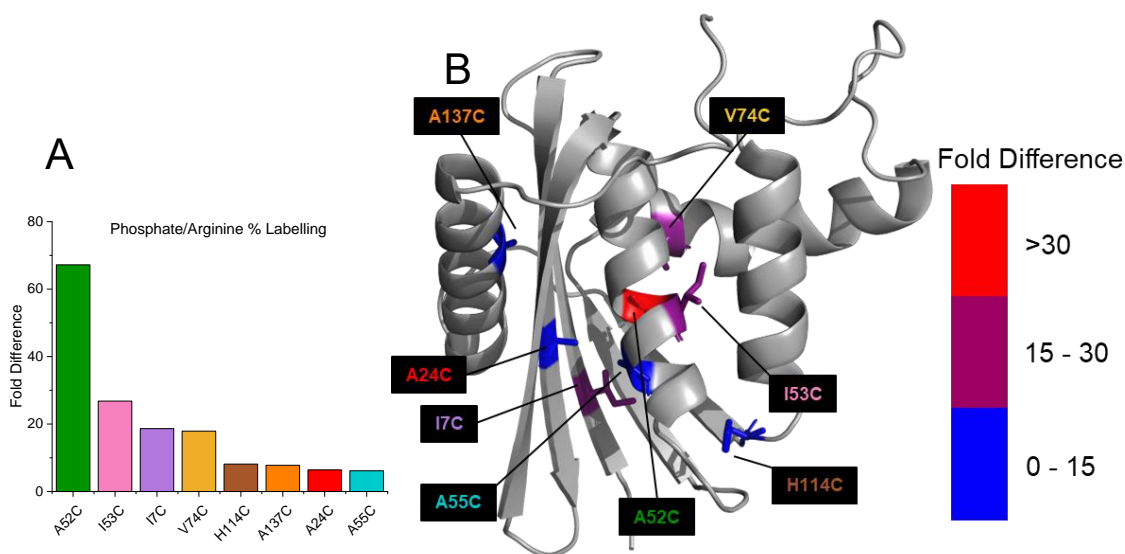 A
Phosphate/Arginine % Labelling
Fold Difference
80
60
40
20
0
A52C
I53C
I7C
V74C
H114C
A137C
A24C
A55C
B
A137C
V74C
A24C
I7C
A55C
A52C
I53C
H114C
Fold Difference
>30
15 - 30
0 - 15